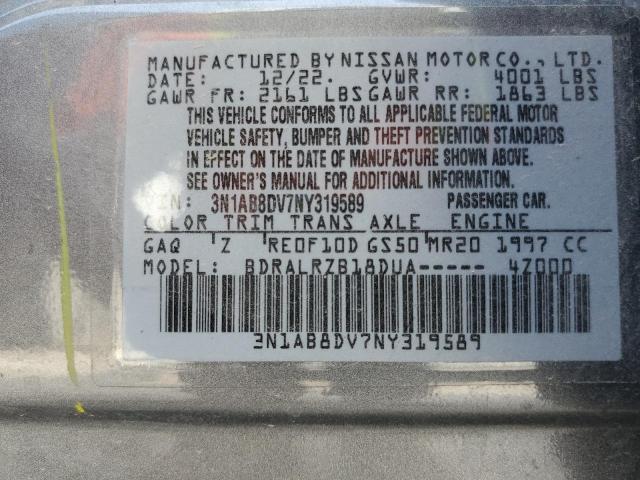 MANUFACTURED BY NISSAN MOTOR CO., LTD.
DATE: 12/22. GVWR: 4001 LBS
GAWR FR: 2161 LBS GAWR RR: 1863 LBS
THIS VEHICLE CONFORMS TO ALL APPLICABLE FEDERAL MOTOR
VEHICLE SAFETY, BUMPER AND THEFT PREVENTION STANDARDS
IN EFFECT ON THE DATE OF MANUFACTURE SHOWN ABOVE.
SEE OWNER'S MANUAL FOR ADDITIONAL INFORMATION.
VIN: 3N1AB8DV7NY319589 PASSENGER CAR.
COLOR TRIM TRANS AXLE ENGINE
GAQ Z RE0F10D GS50 MR20 1997 CC
MODEL: BDRALRZB18DUA----- 4Z000
3N1AB8DV7NY319589